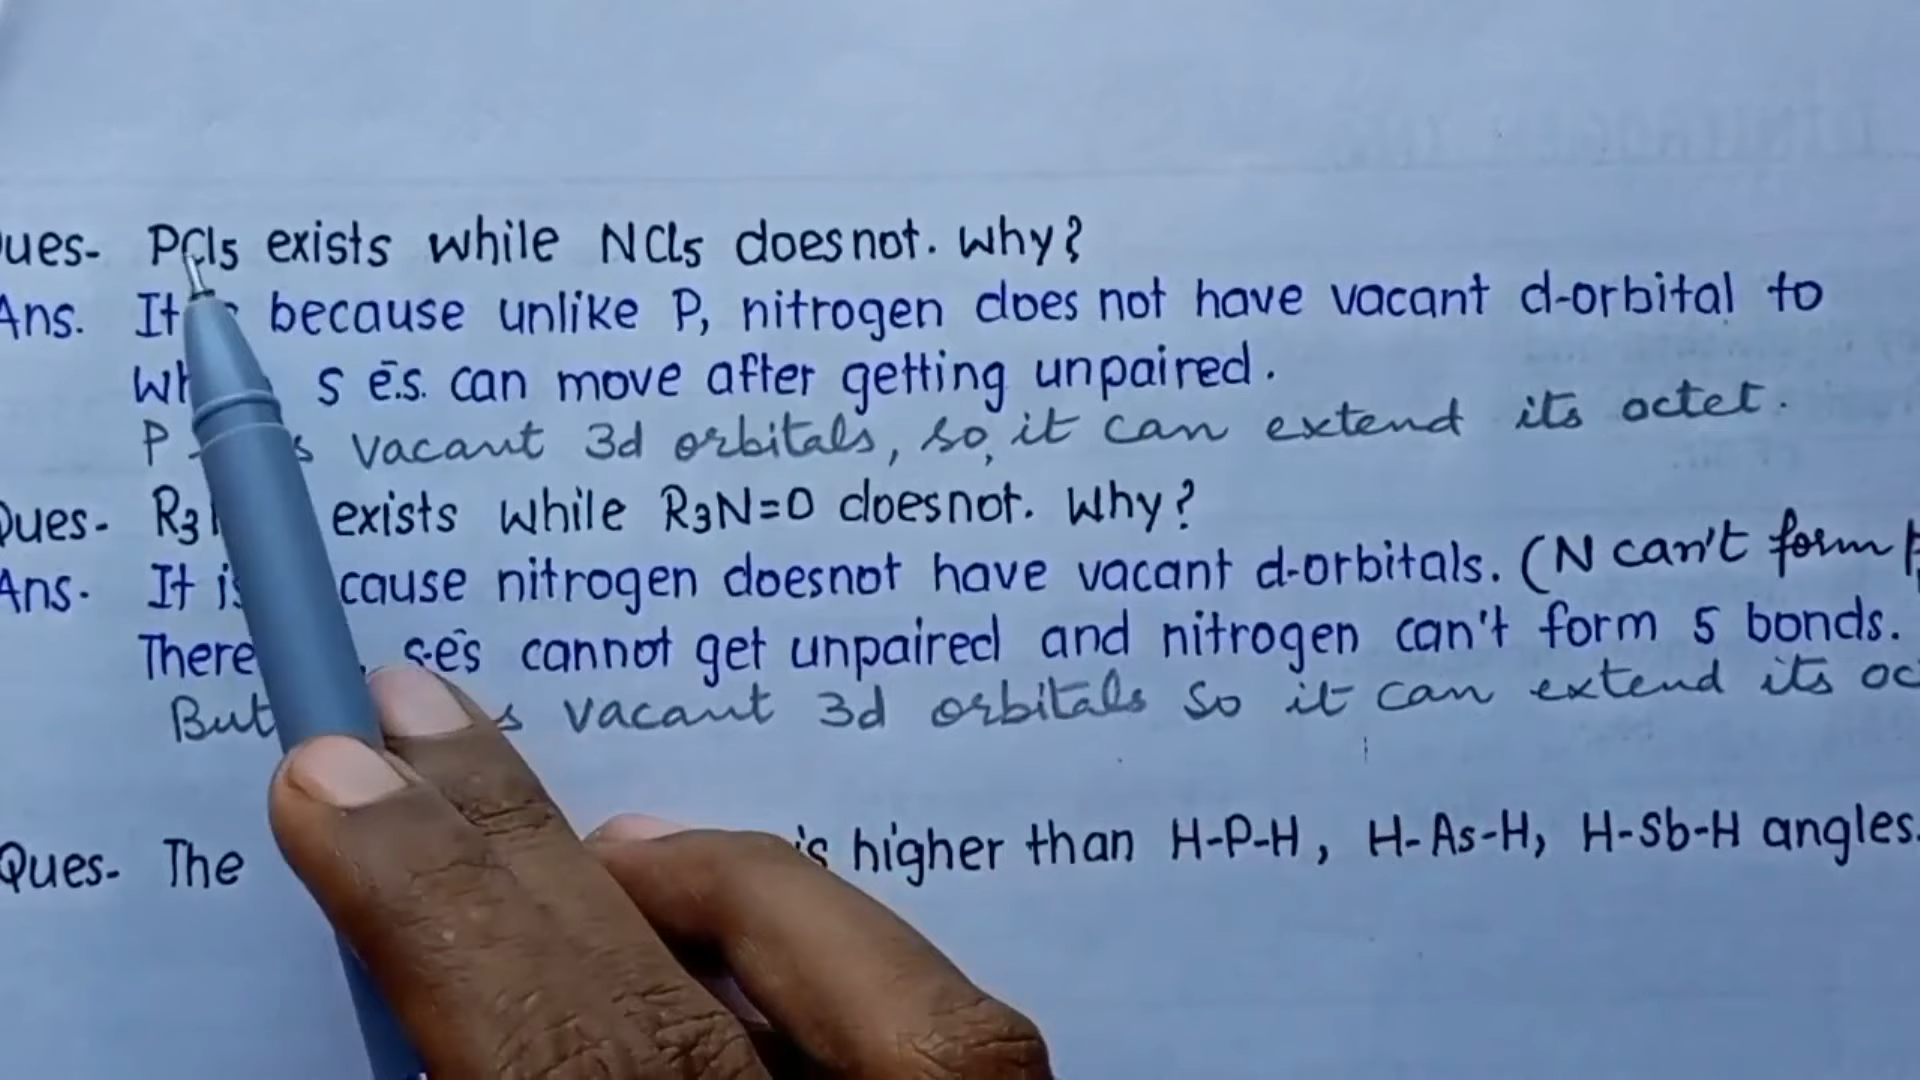 ues- PCl5 exists while NCl5 doesnot. Why?
Ans. It because unlike P, nitrogen does not have vacant d-orbital to
s ēs. can move after getting unpaired.
P vacant 3d orbitals, so, it can extend its octet.
Ques- R3 exists while R3N=O doesnot. Why?
Ans- It is cause nitrogen doesnot have vacant d-orbitals. (N can't form p
There s-ēs cannot get unpaired and nitrogen can't form 5 bonds.
But s vacant 3d orbitals so it can extend its oc
Ques- The is higher than H-P-H, H-As-H, H-Sb-H angles.